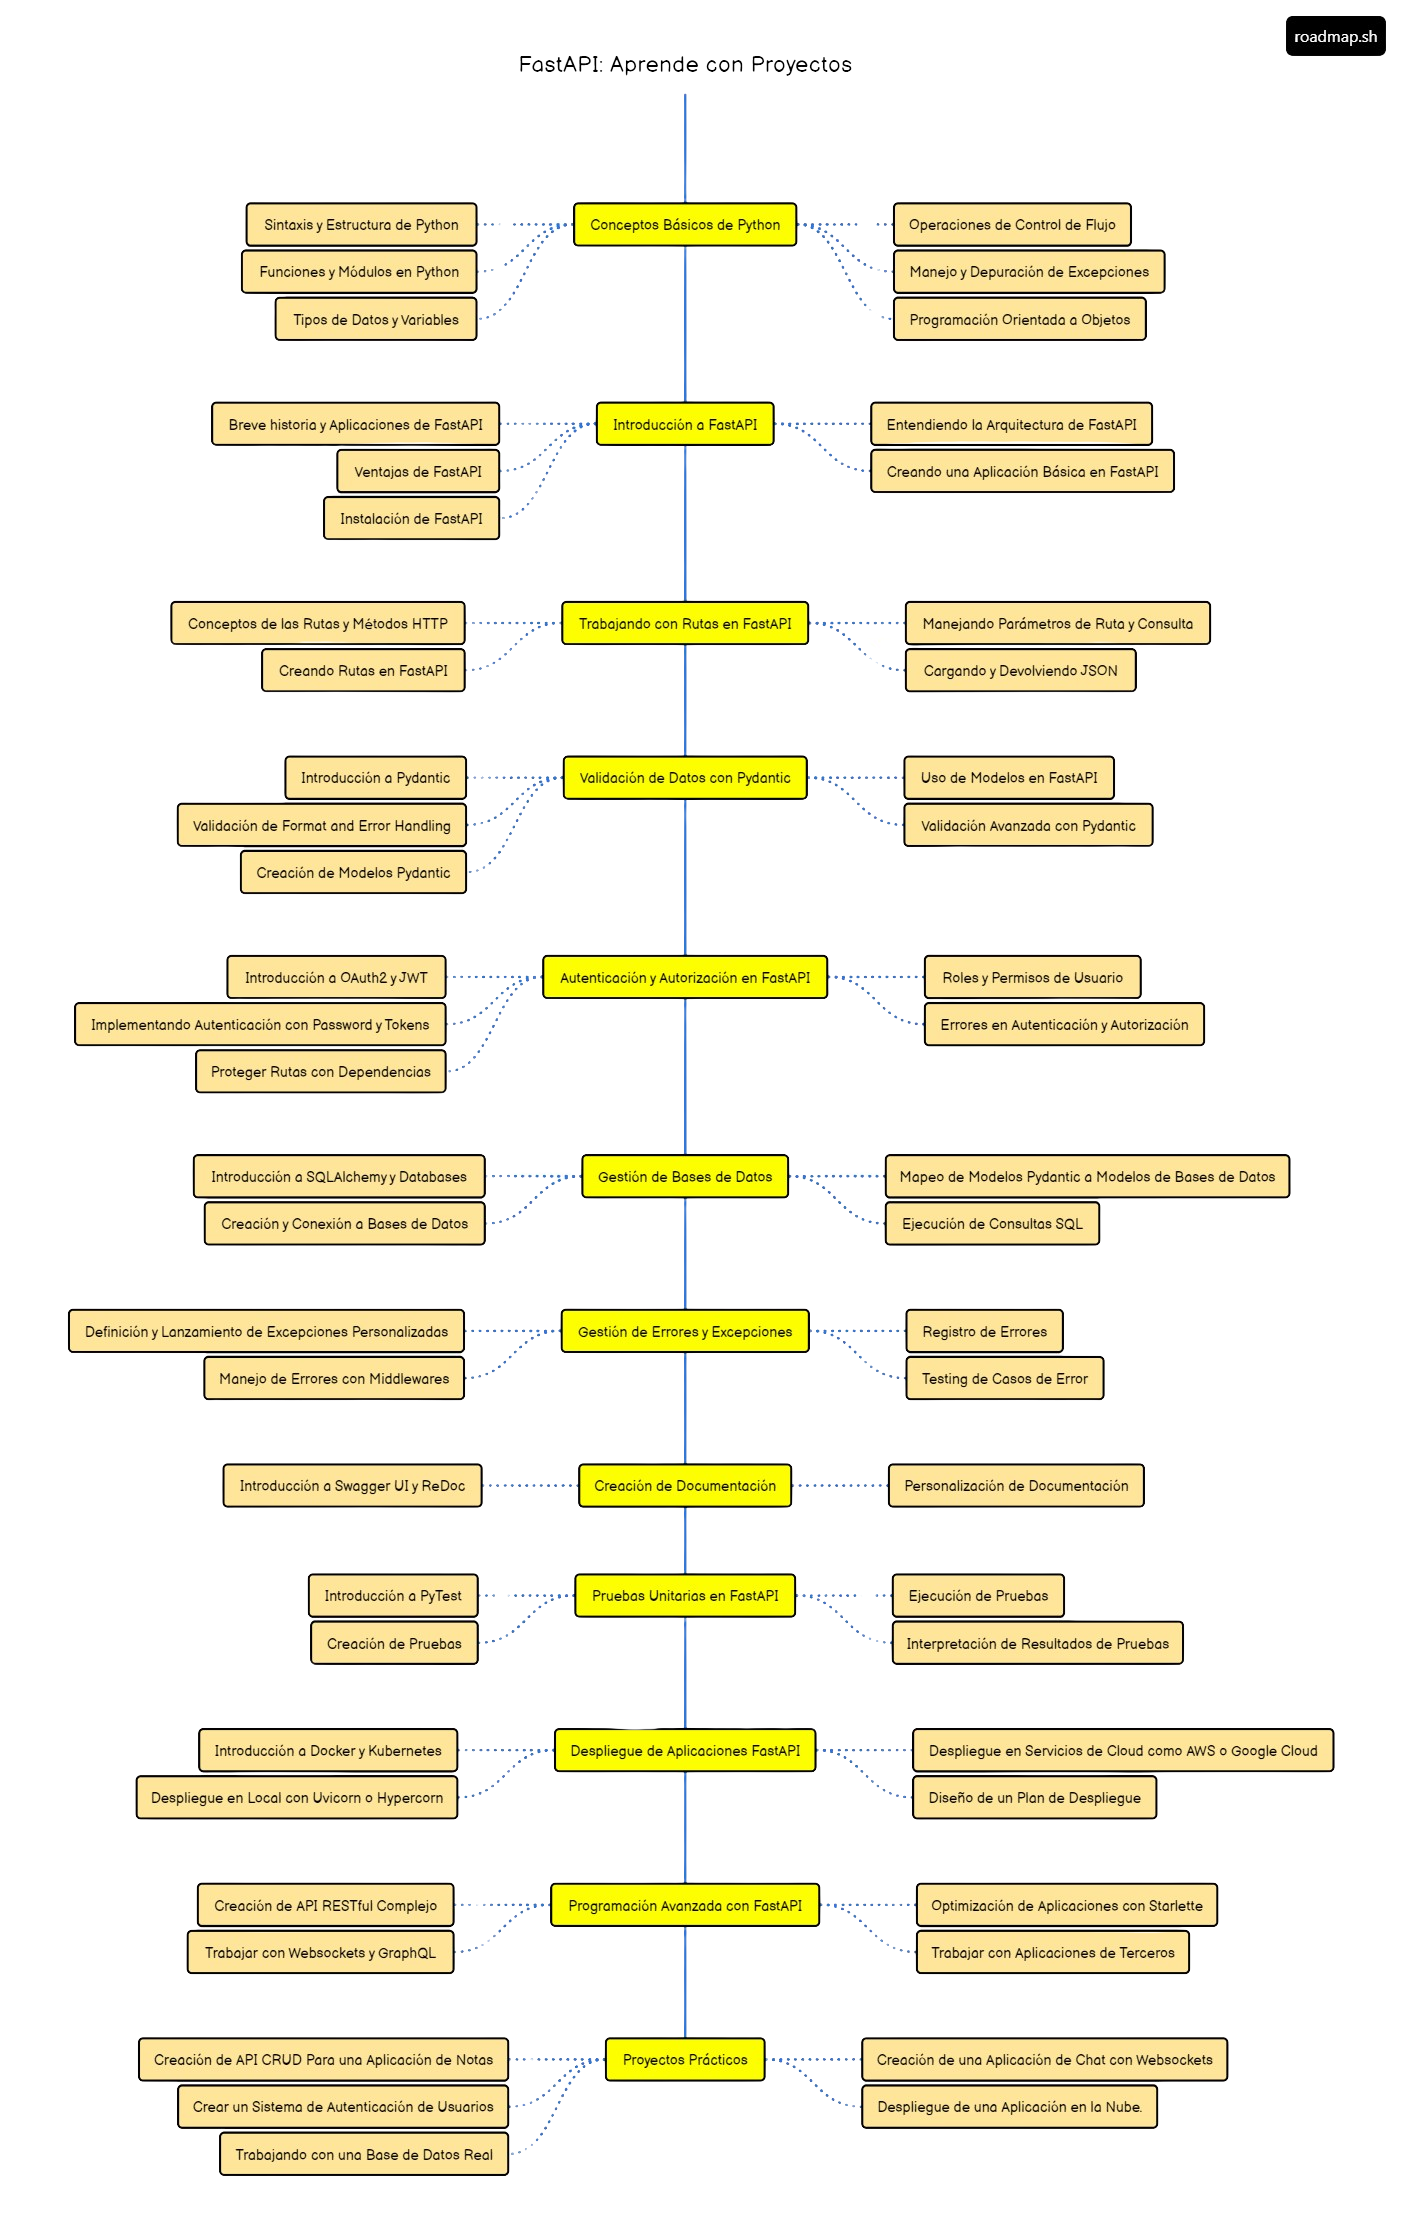 roadmap.sh
FastAPI: Aprende con Proyectos
Conceptos Básicos de Python
Sintaxis y Estructura de Python
Funciones y Módulos en Python
Tipos de Datos y Variables
Operaciones de Control de Flujo
Manejo y Depuración de Excepciones
Programación Orientada a Objetos
Introducción a FastAPI
Breve historia y Aplicaciones de FastAPI
Ventajas de FastAPI
Instalación de FastAPI
Entendiendo la Arquitectura de FastAPI
Creando una Aplicación Básica en FastAPI
Trabajando con Rutas en FastAPI
Conceptos de las Rutas y Métodos HTTP
Creando Rutas en FastAPI
Manejando Parámetros de Ruta y Consulta
Cargando y Devolviendo JSON
Validación de Datos con Pydantic
Introducción a Pydantic
Validación de Format and Error Handling
Creación de Modelos Pydantic
Uso de Modelos en FastAPI
Validación Avanzada con Pydantic
Autenticación y Autorización en FastAPI
Introducción a OAuth2 y JWT
Implementando Autenticación con Password y Tokens
Proteger Rutas con Dependencias
Roles y Permisos de Usuario
Errores en Autenticación y Autorización
Gestión de Bases de Datos
Introducción a SQLAlchemy y Databases
Creación y Conexión a Bases de Datos
Mapeo de Modelos Pydantic a Modelos de Bases de Datos
Ejecución de Consultas SQL
Gestión de Errores y Excepciones
Definición y Lanzamiento de Excepciones Personalizadas
Manejo de Errores con Middlewares
Registro de Errores
Testing de Casos de Error
Creación de Documentación
Introducción a Swagger UI y ReDoc
Personalización de Documentación
Pruebas Unitarias en FastAPI
Introducción a PyTest
Creación de Pruebas
Ejecución de Pruebas
Interpretación de Resultados de Pruebas
Despliegue de Aplicaciones FastAPI
Introducción a Docker y Kubernetes
Despliegue en Local con Uvicorn o Hypercorn
Despliegue en Servicios de Cloud como AWS o Google Cloud
Diseño de un Plan de Despliegue
Programación Avanzada con FastAPI
Creación de API RESTful Complejo
Trabajar con Websockets y GraphQL
Optimización de Aplicaciones con Starlette
Trabajar con Aplicaciones de Terceros
Proyectos Prácticos
Creación de API CRUD Para una Aplicación de Notas
Crear un Sistema de Autenticación de Usuarios
Trabajando con una Base de Datos Real
Creación de una Aplicación de Chat con Websockets
Despliegue de una Aplicación en la Nube.